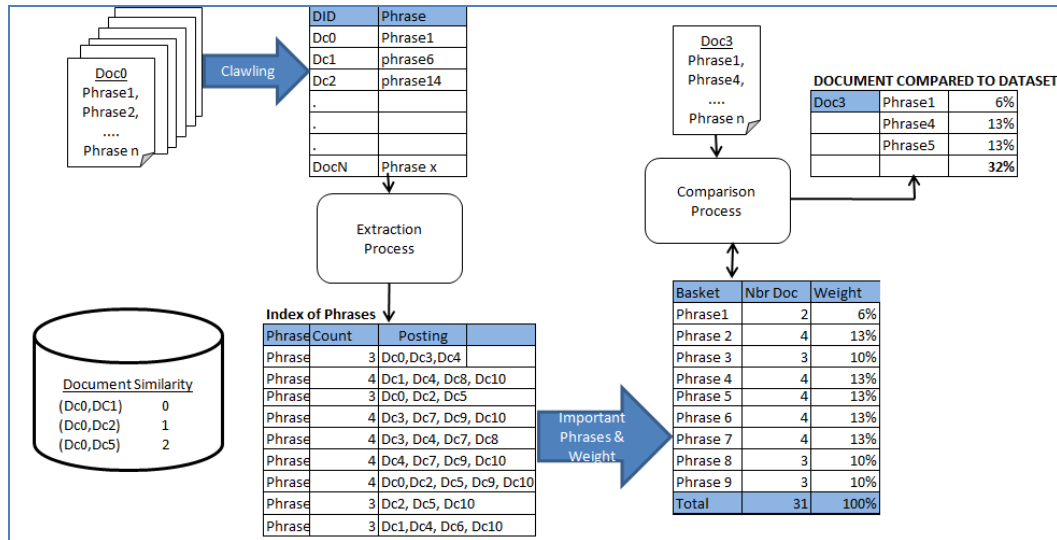 Doc0
Phrase1,
Phrase2,
....
Phrase n
Clawling
DID Phrase
Dc0 Phrase1
Dc1 phrase6
Dc2 phrase14
.
.
.
DocN Phrase x
Extraction
Process
Doc3
Phrase1,
Phrase4,
....
Phrase n
Comparison
Process
DOCUMENT COMPARED TO DATASET
Doc3 Phrase1 6%
Phrase4 13%
Phrase5 13%
32%
Document Similarity
(Dc0,DC1) 0
(Dc0,Dc2) 1
(Dc0,Dc5) 2
Index of Phrases
Phrase Count Posting
Phrase 3 Dc0,Dc3,Dc4
Phrase 4 Dc1, Dc4, Dc8, Dc10
Phrase 3 Dc0, Dc2, Dc5
Phrase 4 Dc3, Dc7, Dc9, Dc10
Phrase 4 Dc3, Dc4, Dc7, Dc8
Phrase 4 Dc4, Dc7, Dc9, Dc10
Phrase 4 Dc0,Dc2, Dc5, Dc9, Dc10
Phrase 3 Dc2, Dc5, Dc10
Phrase 3 Dc1,Dc4, Dc6, Dc10
Important
Phrases &
Weight
Basket Nbr Doc Weight
Phrase1 2 6%
Phrase 2 4 13%
Phrase 3 3 10%
Phrase 4 4 13%
Phrase 5 4 13%
Phrase 6 4 13%
Phrase 7 4 13%
Phrase 8 3 10%
Phrase 9 3 10%
Total 31 100%